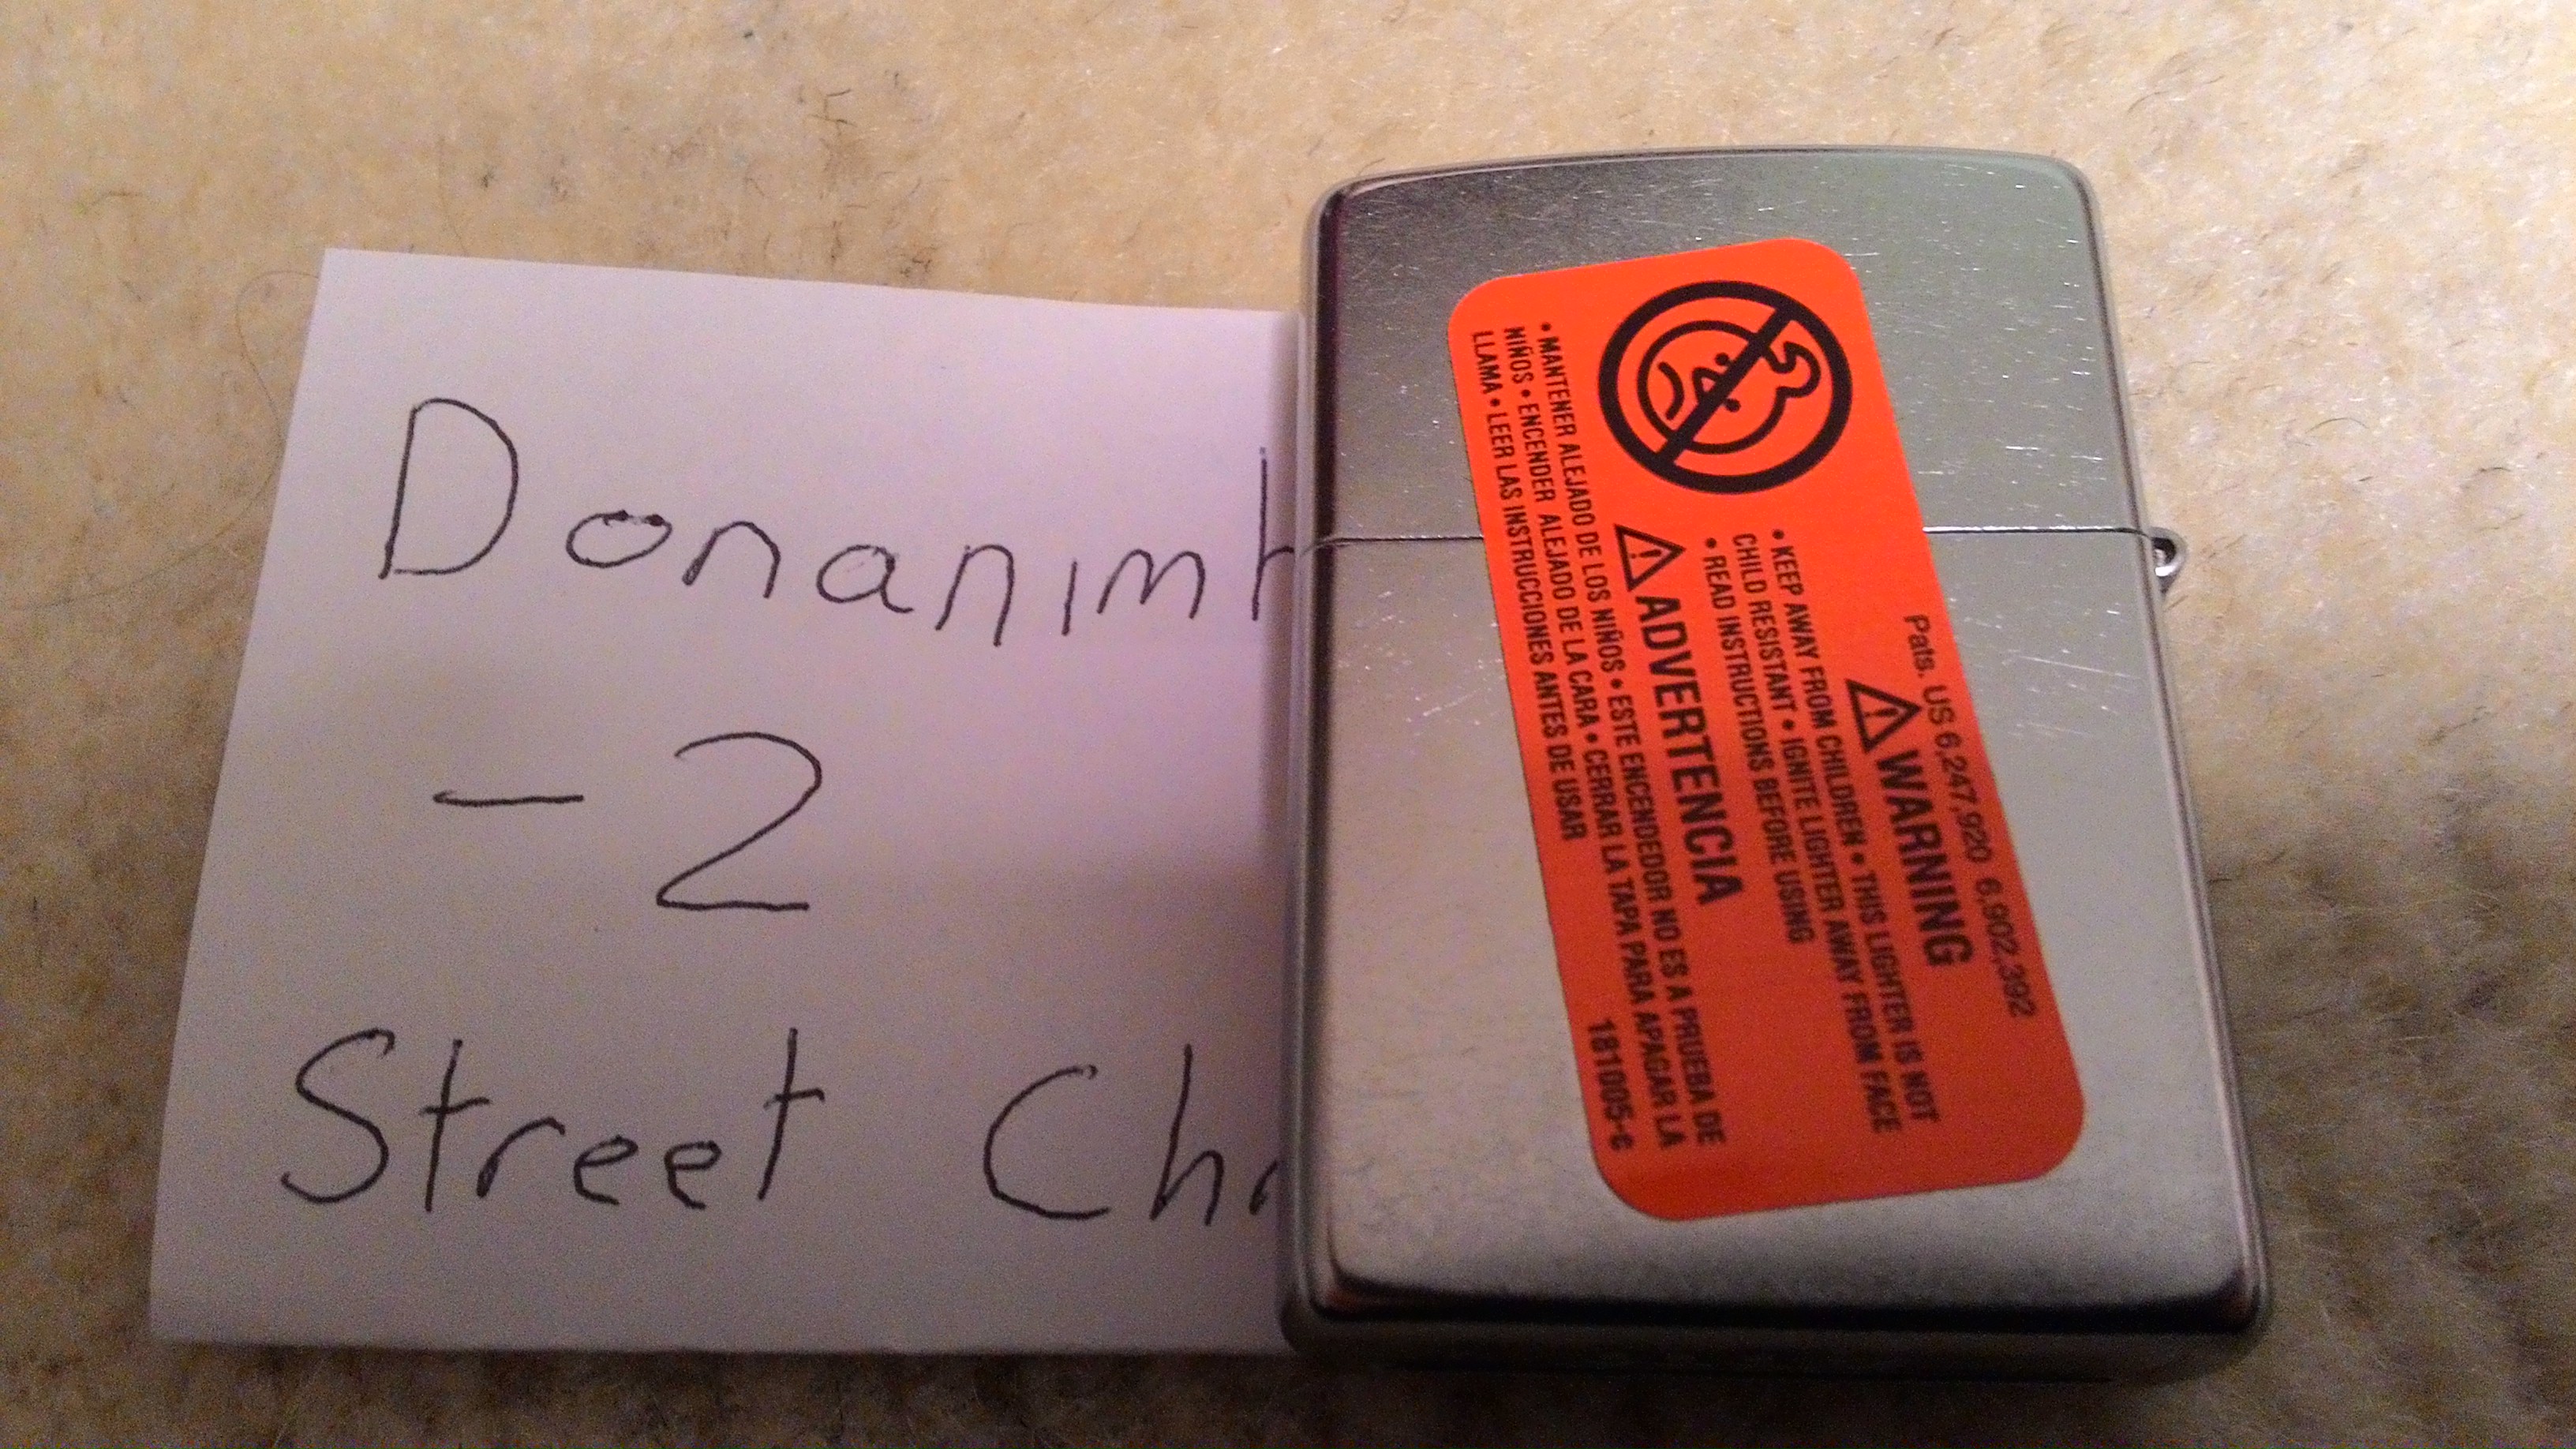 Donanim
- 2
Street
Pats. US 6,247,920 6,902,392
WARNING
• KEEP AWAY FROM CHILDREN • THIS LIGHTER IS NOT
CHILD RESISTANT • IGNITE LIGHTER AWAY FROM FACE
• READ INSTRUCTIONS BEFORE USING
ADVERTENCIA
• MANTENER ALEJADO DE LOS NIÑOS • ESTE ENCENDEDOR NO ES A PRUEBA DE
NIÑOS • ENCENDER ALEJADO DE LA CARA • CERRAR LA TAPA PARA APAGAR LA
LLAMA • LEER LAS INSTRUCCIONES ANTES DE USAR
181005-c